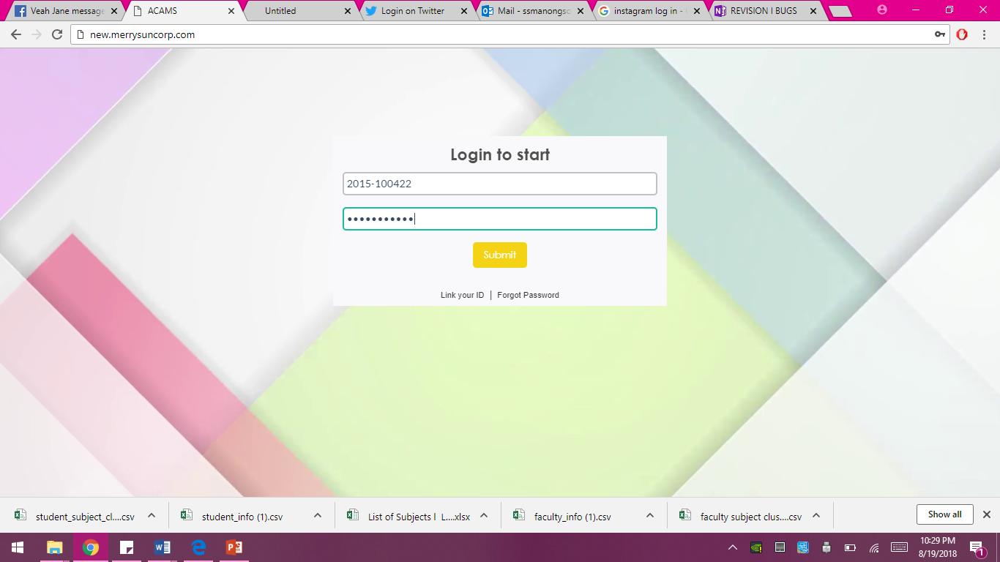 Veah Jane message
ACAMS
Untitled
Login on Twitter
Mail - ssmanongsc
instagram log in -
REVISION I BUGS
new.merrysuncorp.com
Login to start
2015-100422
•••••••••••
Submit
Link your ID | Forgot Password
student_subject_cl....csv
student_info (1).csv
List of Subjects l L....xlsx
faculty_info (1).csv
faculty subject clus....csv
Show all
10:29 PM
8/19/2018
1